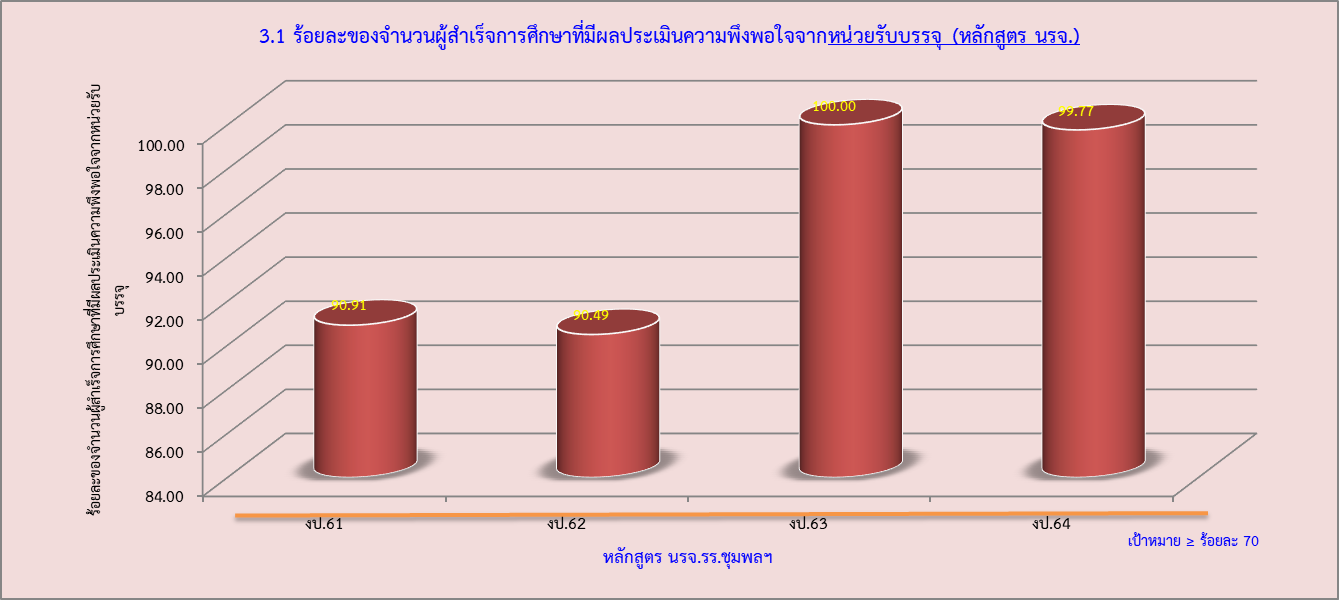 3.1 ร้อยละของจำนวนผู้สำเร็จการศึกษาที่มีผลประเมินความพึงพอใจจากหน่วยรับบรรจุ (หลักสูตร นรจ.)
ร้อยละของจำนวนผู้สำเร็จการศึกษาที่มีผลประเมินความพึงพอใจจากหน่วยรับ
บรรจุ
100.00
98.00
96.00
94.00
92.00
90.00
88.00
86.00
84.00
90.91
90.49
100.00
99.77
งป.61
งป.62
งป.63
งป.64
เป้าหมาย ≥ ร้อยละ 70
หลักสูตร นรจ.รร.ชุมพลฯ